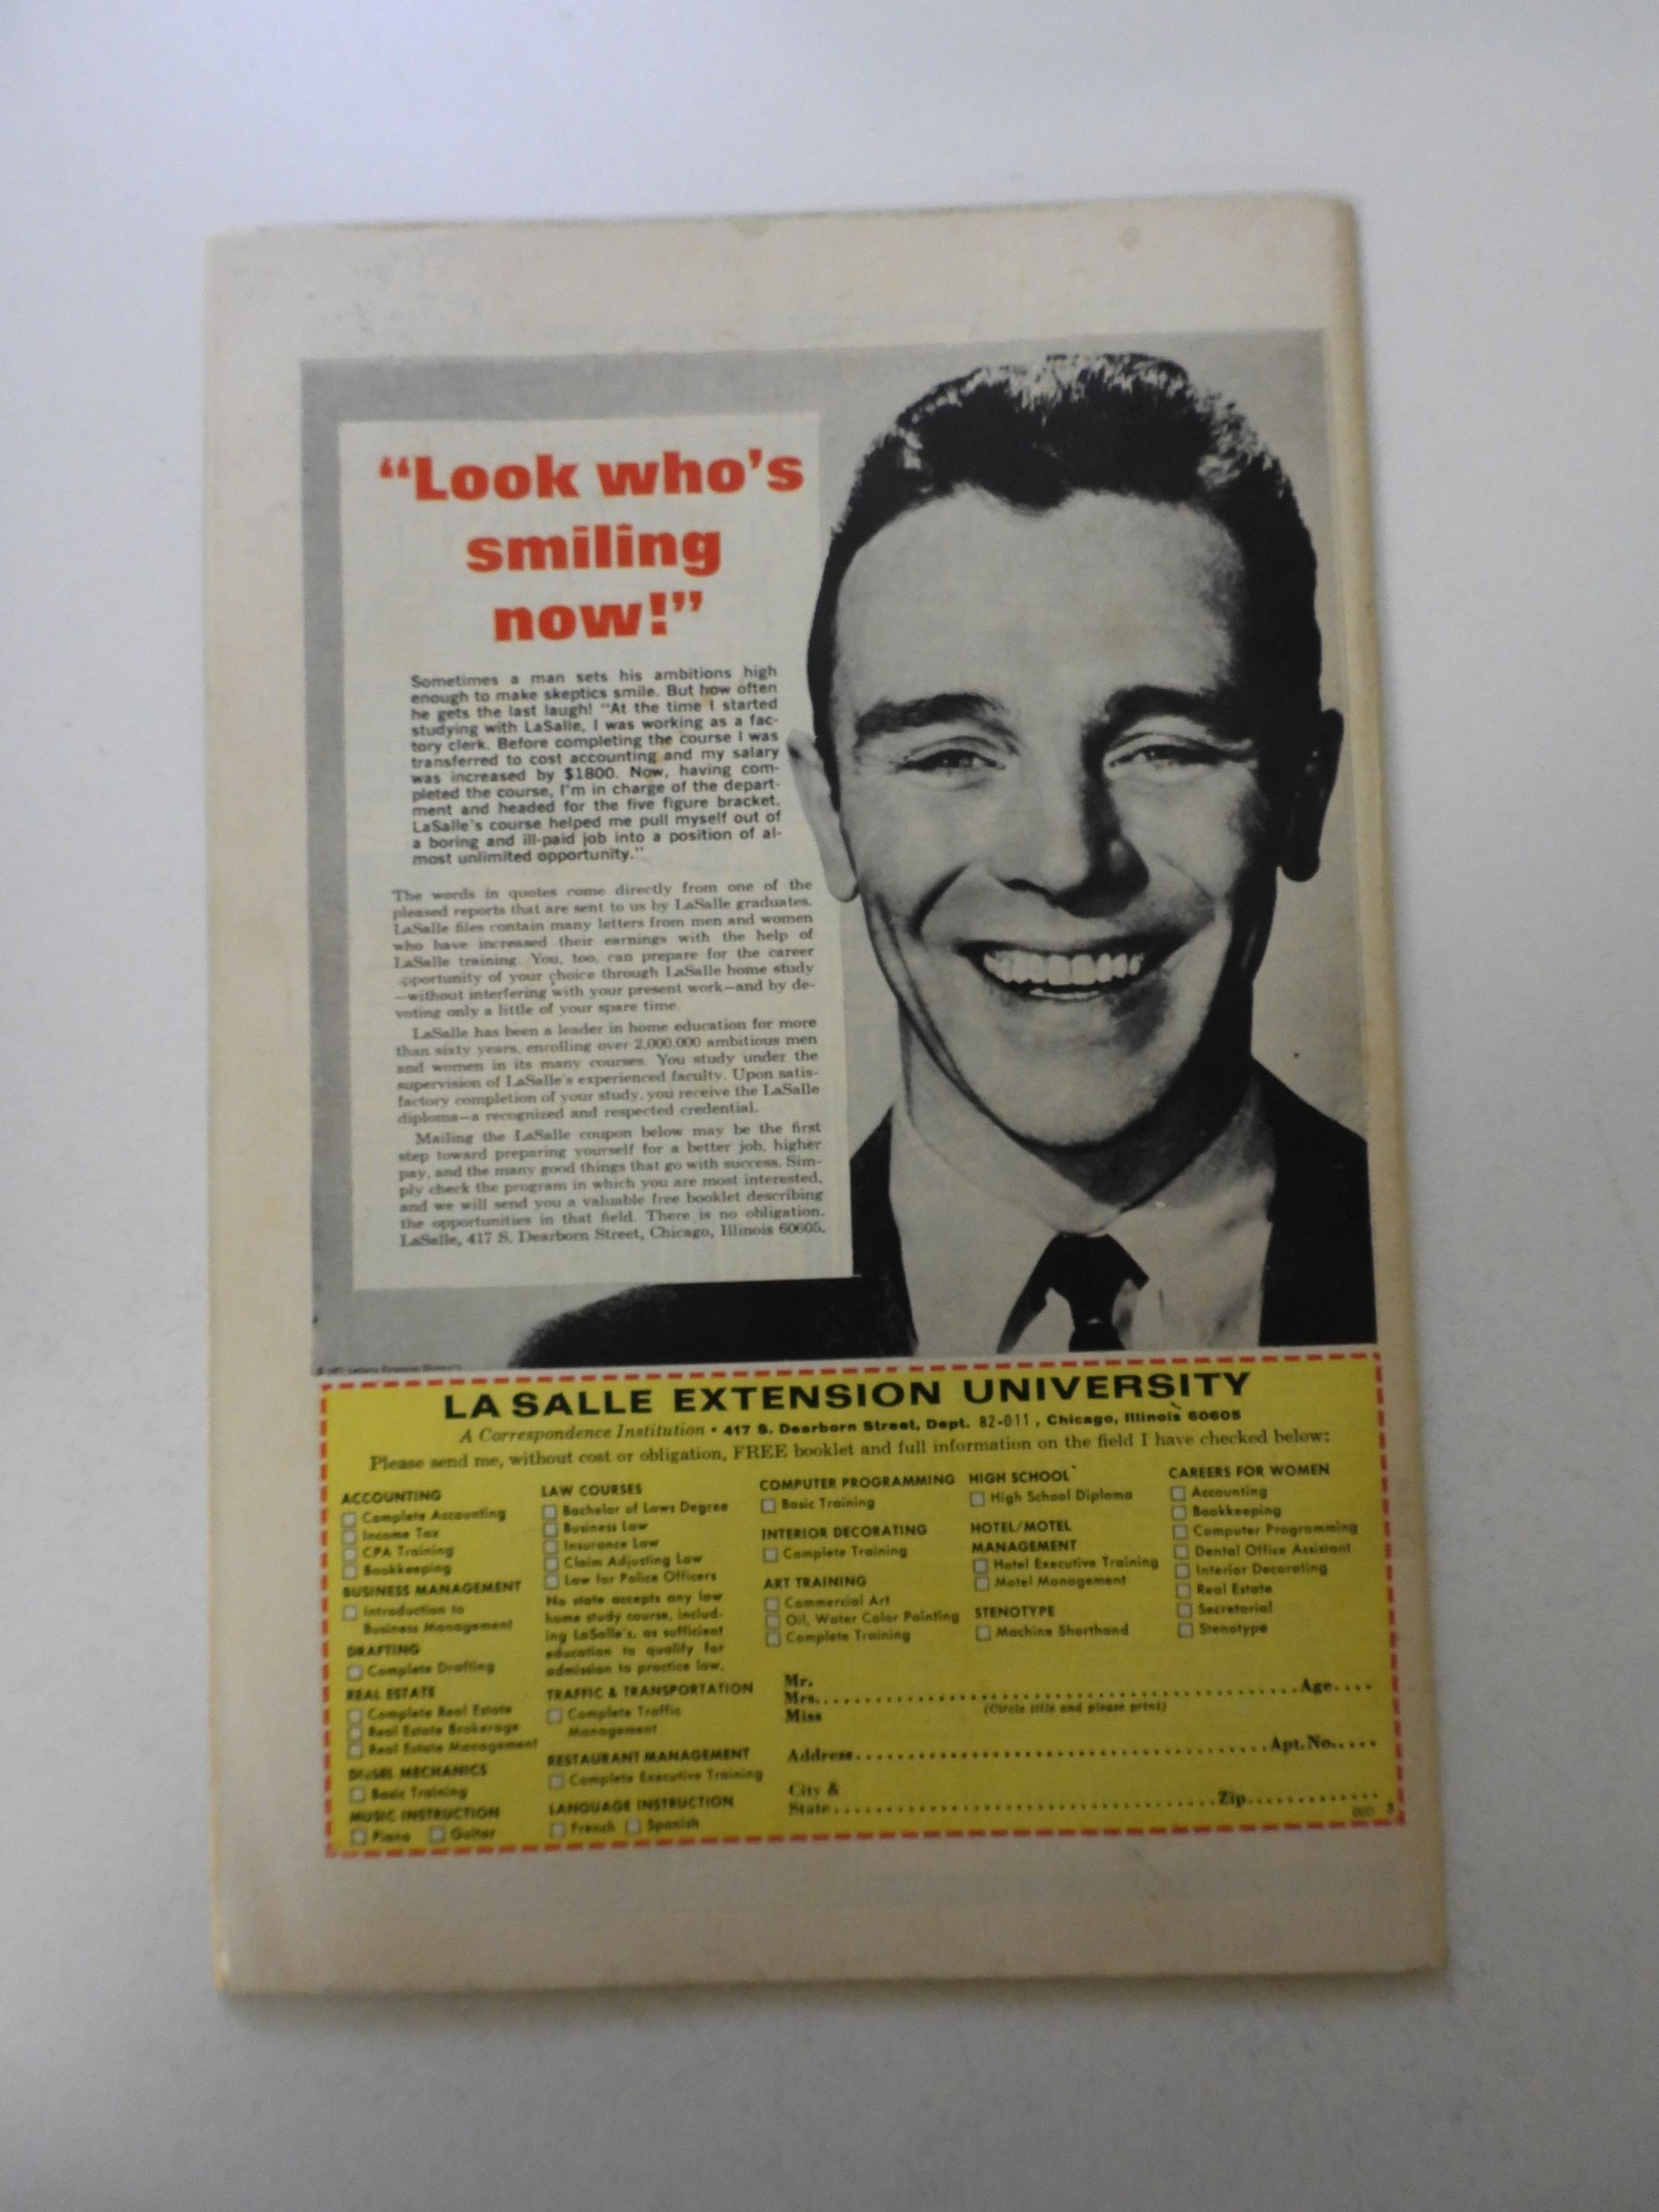 “Look who’s
smiling
now!”
Sometimes a man sets his ambitions high
enough to make skeptics smile. But how often
he gets the last laugh! “At the time I started
studying with LaSalle, I was working as a fac-
tory clerk. Before completing the course I was
transferred to cost accounting and my salary
was increased by $1800. Now, having com-
pleted the course, I’m in charge of the depart-
ment and headed for the five figure bracket.
LaSalle’s course helped me pull myself out of
a boring and ill-paid job into a position of al-
most unlimited opportunity.”
The words in quotes come directly from one of the
pleased reports that are sent to us by LaSalle graduates.
LaSalle files contain many letters from men and women
who have increased their earnings with the help of
LaSalle training. You, too, can prepare for the career
opportunity of your choice through LaSalle home study
—without interfering with your present work—and by de-
voting only a little of your spare time.
LaSalle has been a leader in home education for more
than sixty years, enrolling over 2,000,000 ambitious men
and women in its many courses. You study under the
supervision of LaSalle’s experienced faculty. Upon satis-
factory completion of your study, you receive the LaSalle
diploma—a recognized and respected credential.
Mailing the LaSalle coupon below may be the first
step toward preparing yourself for a better job, higher
pay, and the many good things that go with success. Sim-
ply check the program in which you are most interested,
and we will send you a valuable free booklet describing
the opportunities in that field. There is no obligation.
LaSalle, 417 S. Dearborn Street, Chicago, Illinois 60605.
LA SALLE EXTENSION UNIVERSITY
A Correspondence Institution • 417 S. Dearborn Street, Dept. 82-011, Chicago, Illinois 60605
Please send me, without cost or obligation, FREE booklet and full information on the field I have checked below:
ACCOUNTING
Complete Accounting
Income Tax
CPA Training
Bookkeeping
BUSINESS MANAGEMENT
Introduction to
Business Management
DRAFTING
Complete Drafting
REAL ESTATE
Complete Real Estate
Real Estate Brokerage
Real Estate Management
DIESEL MECHANICS
Basic Training
MUSIC INSTRUCTION
Piano Guitar
LAW COURSES
Bachelor of Laws Degree
Business Law
Insurance Law
Claim Adjusting Law
Law for Police Officers
No state accepts any law
home study course, includ-
ing LaSalle’s, as sufficient
education to qualify for
admission to practice law.
TRAFFIC & TRANSPORTATION
Complete Traffic
Management
RESTAURANT MANAGEMENT
Complete Executive Training
LANGUAGE INSTRUCTION
French Spanish
COMPUTER PROGRAMMING
Basic Training
INTERIOR DECORATING
Complete Training
ART TRAINING
Commercial Art
Oil, Water Color Painting
Complete Training
HIGH SCHOOL
High School Diploma
HOTEL/MOTEL
MANAGEMENT
Hotel Executive Training
Motel Management
STENOTYPE
Machine Shorthand
CAREERS FOR WOMEN
Accounting
Bookkeeping
Computer Programming
Dental Office Assistant
Interior Decorating
Real Estate
Secretarial
Stenotype
Mr.
Mrs. Age
Miss
(Circle title and please print)
Address Apt. No.
City &
State Zip